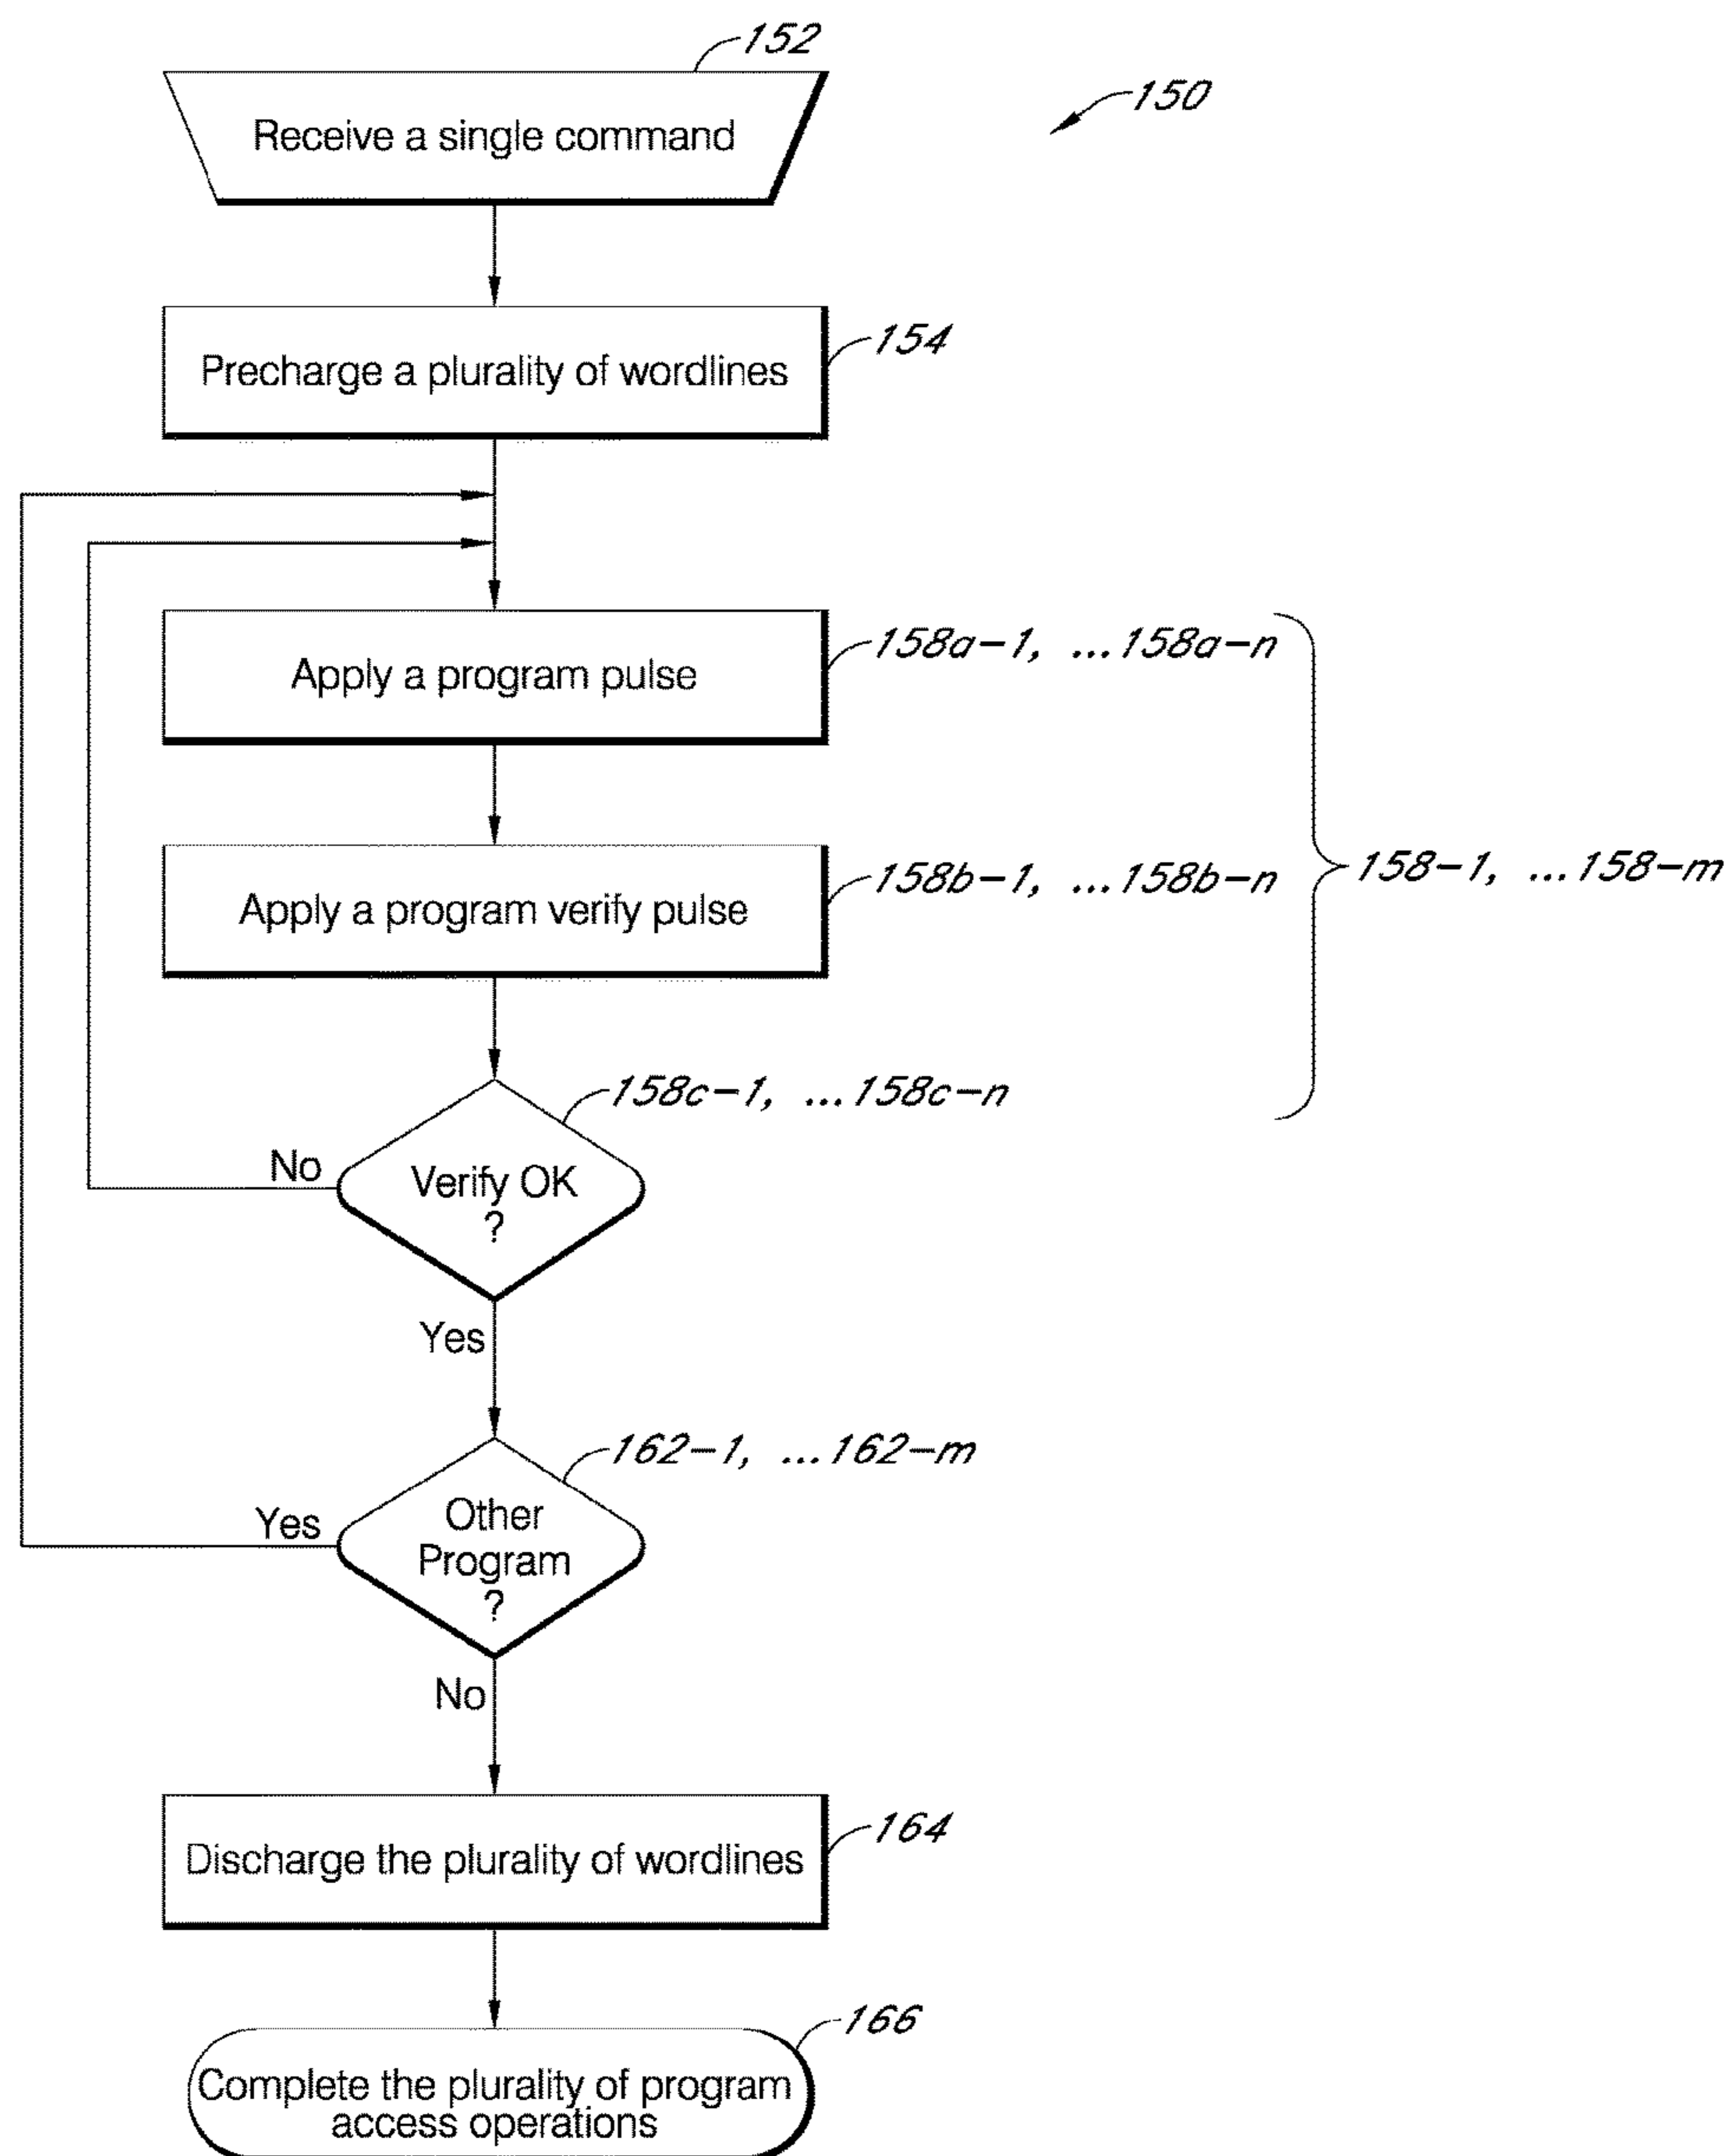 152
150
Receive a single command
154
Precharge a plurality of wordlines
158a-1, ...158a-n
Apply a program pulse
158b-1, ...158b-n
158-1, ...158-m
Apply a program verify pulse
158c-1, ...158c-n
No
Verify OK
?
Yes
162-1, ...162-m
Yes
Other
Program
?
No
164
Discharge the plurality of wordlines
166
Complete the plurality of program
access operations